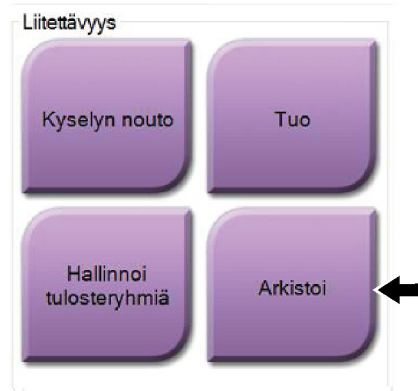 Liitettävyys
Kyselyn nouto
Tuo
Hallinnoi
tulosteryhmiä
Arkistoi